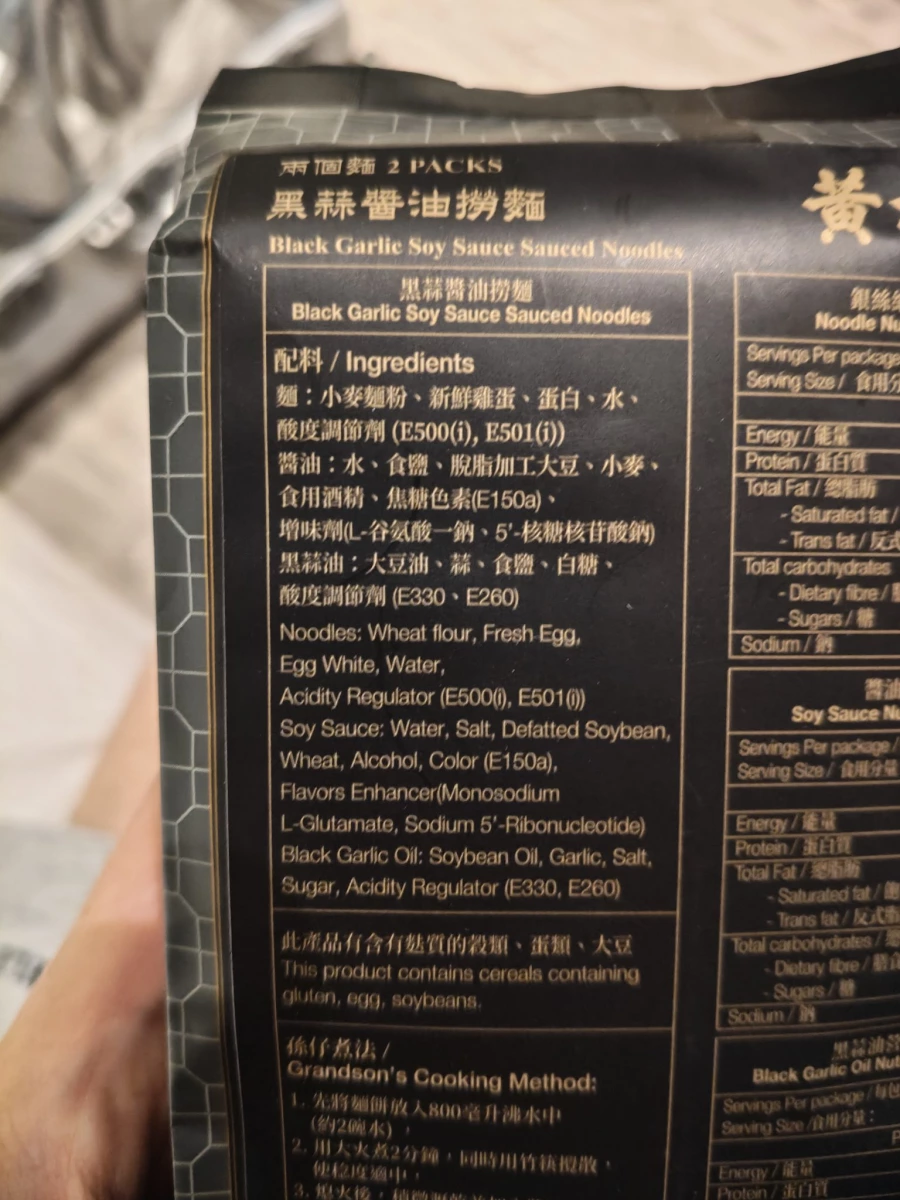 兩個麵 2 PACKS
黑蒜醬油撈麵
Black Garlic Soy Sauce Sauced Noodles
黑蒜醬油撈麵
Black Garlic Soy Sauce Sauced Noodles
配料 / Ingredients
麵：小麥麵粉、新鮮雞蛋、蛋白、水、
酸度調節劑 (E500(i), E501(i))
醬油：水、食鹽、脫脂加工大豆、小麥、
食用酒精、焦糖色素(E150a)、
增味劑(L-谷氨酸一鈉、5'-核糖核苷酸鈉)
黑蒜油：大豆油、蒜、食鹽、白糖、
酸度調節劑 (E330、E260)
Noodles: Wheat flour, Fresh Egg,
Egg White, Water,
Acidity Regulator (E500(i), E501(i))
Soy Sauce: Water, Salt, Defatted Soybean,
Wheat, Alcohol, Color (E150a),
Flavors Enhancer(Monosodium
L-Glutamate, Sodium 5'-Ribonucleotide)
Black Garlic Oil: Soybean Oil, Garlic, Salt,
Sugar, Acidity Regulator (E330, E260)
此產品有含有麩質的穀類、蛋類、大豆
This product contains cereals containing
gluten, egg, soybeans.
孫仔煮法 /
Grandson's Cooking Method:
1. 先將麵餅放入800毫升沸水中
(約2碗水)，
2. 用大火煮2分鐘，同時用竹筷攪散，
使軟度適中，
3. 熄火後，
黃
銀絲
Noodle
Servings Per package
Serving Size / 食用分
Energy / 能量
Protein / 蛋白質
Total Fat / 總脂肪
- Saturated fat /
- Trans fat / 反式
Total carbohydrates
- Dietary fibre /
- Sugars / 糖
Sodium / 鈉
醬油
Soy Sauce
Servings Per package /
Serving Size / 食用分量
Energy / 能量
Protein / 蛋白質
Total Fat / 總脂肪
- Saturated fat /
- Trans fat / 反式
Total carbohydrates /
- Dietary fibre /
- Sugars / 糖
Sodium / 鈉
黑蒜油
Black Garlic Oil
Servings Per package / 每包
Serving Size /食用分量：
Energy / 能量
Protein / 蛋白質